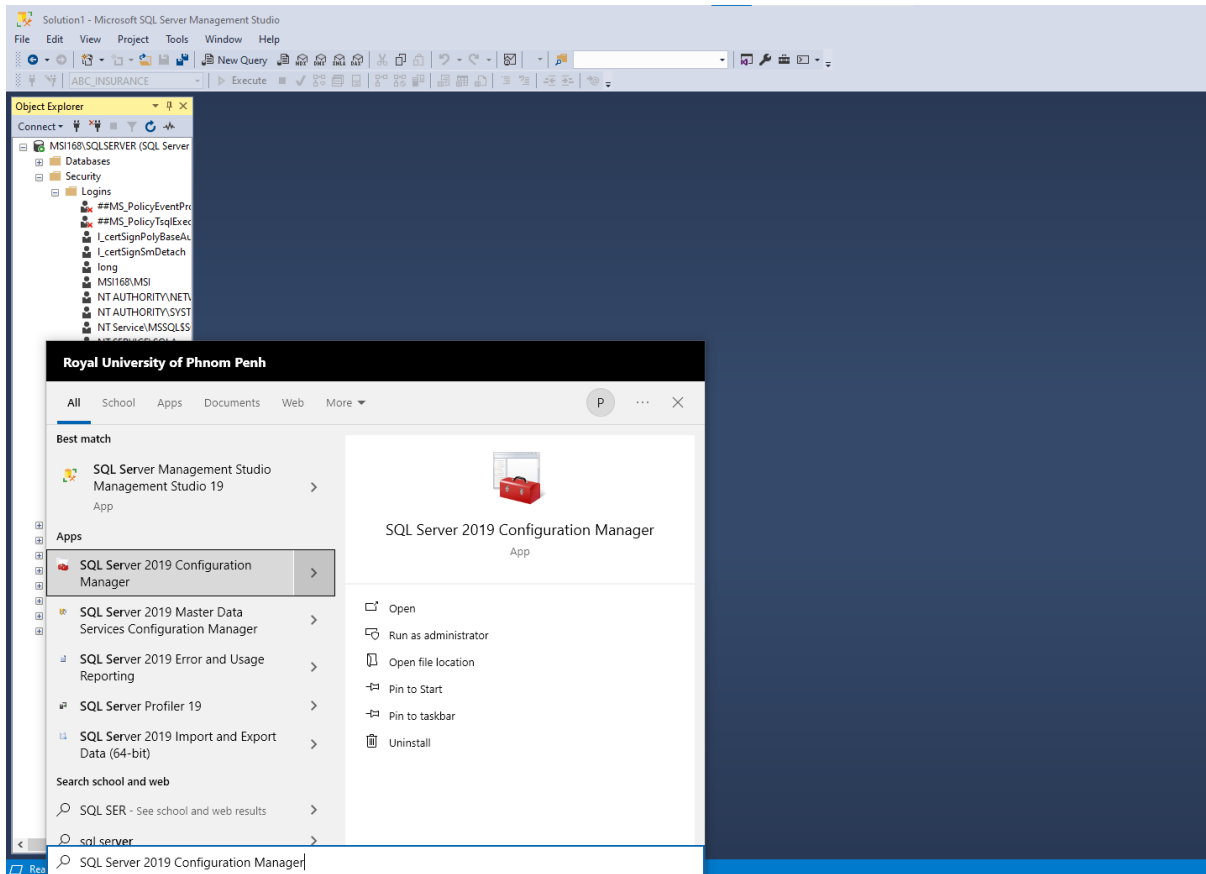 Solution1 - Microsoft SQL Server Management Studio
File Edit View Project Tools Window Help
New Query
ABC_INSURANCE Execute
Object Explorer
Connect
MSI168\SQLSERVER (SQL Server
Databases
Security
Logins
##MS_PolicyEventPro
##MS_PolicyTsqlExec
l_certSignPolyBaseAu
l_certSignSmDetach
long
MSI168\MSI
NT AUTHORITY\NETW
NT AUTHORITY\SYST
NT Service\MSSQL$S
Royal University of Phnom Penh
All School Apps Documents Web More P
Best match
SQL Server Management Studio
Management Studio 19
App
Apps
SQL Server 2019 Configuration
Manager
SQL Server 2019 Master Data
Services Configuration Manager
SQL Server 2019 Error and Usage
Reporting
SQL Server Profiler 19
SQL Server 2019 Import and Export
Data (64-bit)
Search school and web
SQL SER - See school and web results
sql server
SQL Server 2019 Configuration Manager
App
Open
Run as administrator
Open file location
Pin to Start
Pin to taskbar
Uninstall
SQL Server 2019 Configuration Manager
Rea